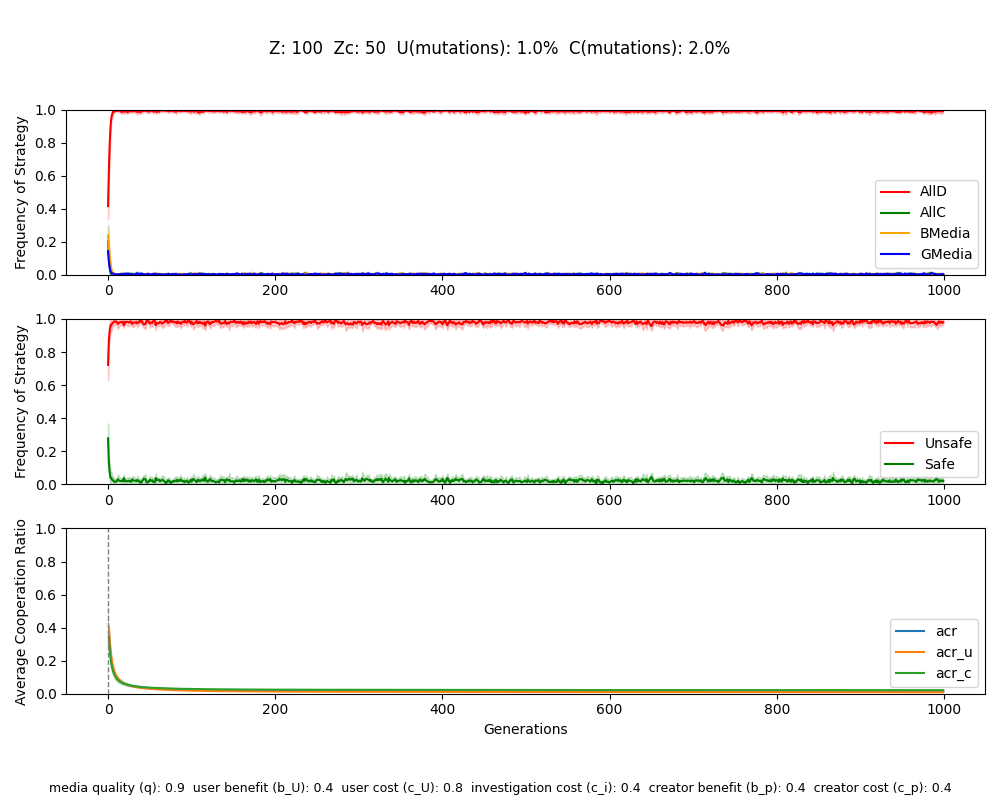 Z: 100  Zc: 50  U(mutations): 1.0%  C(mutations): 2.0%
Frequency of Strategy
1.0
0.8
0.6
0.4
0.2
0.0
AllD
AllC
BMedia
GMedia
0 200 400 600 800 1000
Frequency of Strategy
1.0
0.8
0.6
0.4
0.2
0.0
Unsafe
Safe
0 200 400 600 800 1000
Average Cooperation Ratio
1.0
0.8
0.6
0.4
0.2
0.0
acr
acr_u
acr_c
0 200 400 600 800 1000
Generations
media quality (q): 0.9  user benefit (b_U): 0.4  user cost (c_U): 0.8  investigation cost (c_i): 0.4  creator benefit (b_p): 0.4  creator cost (c_p): 0.4